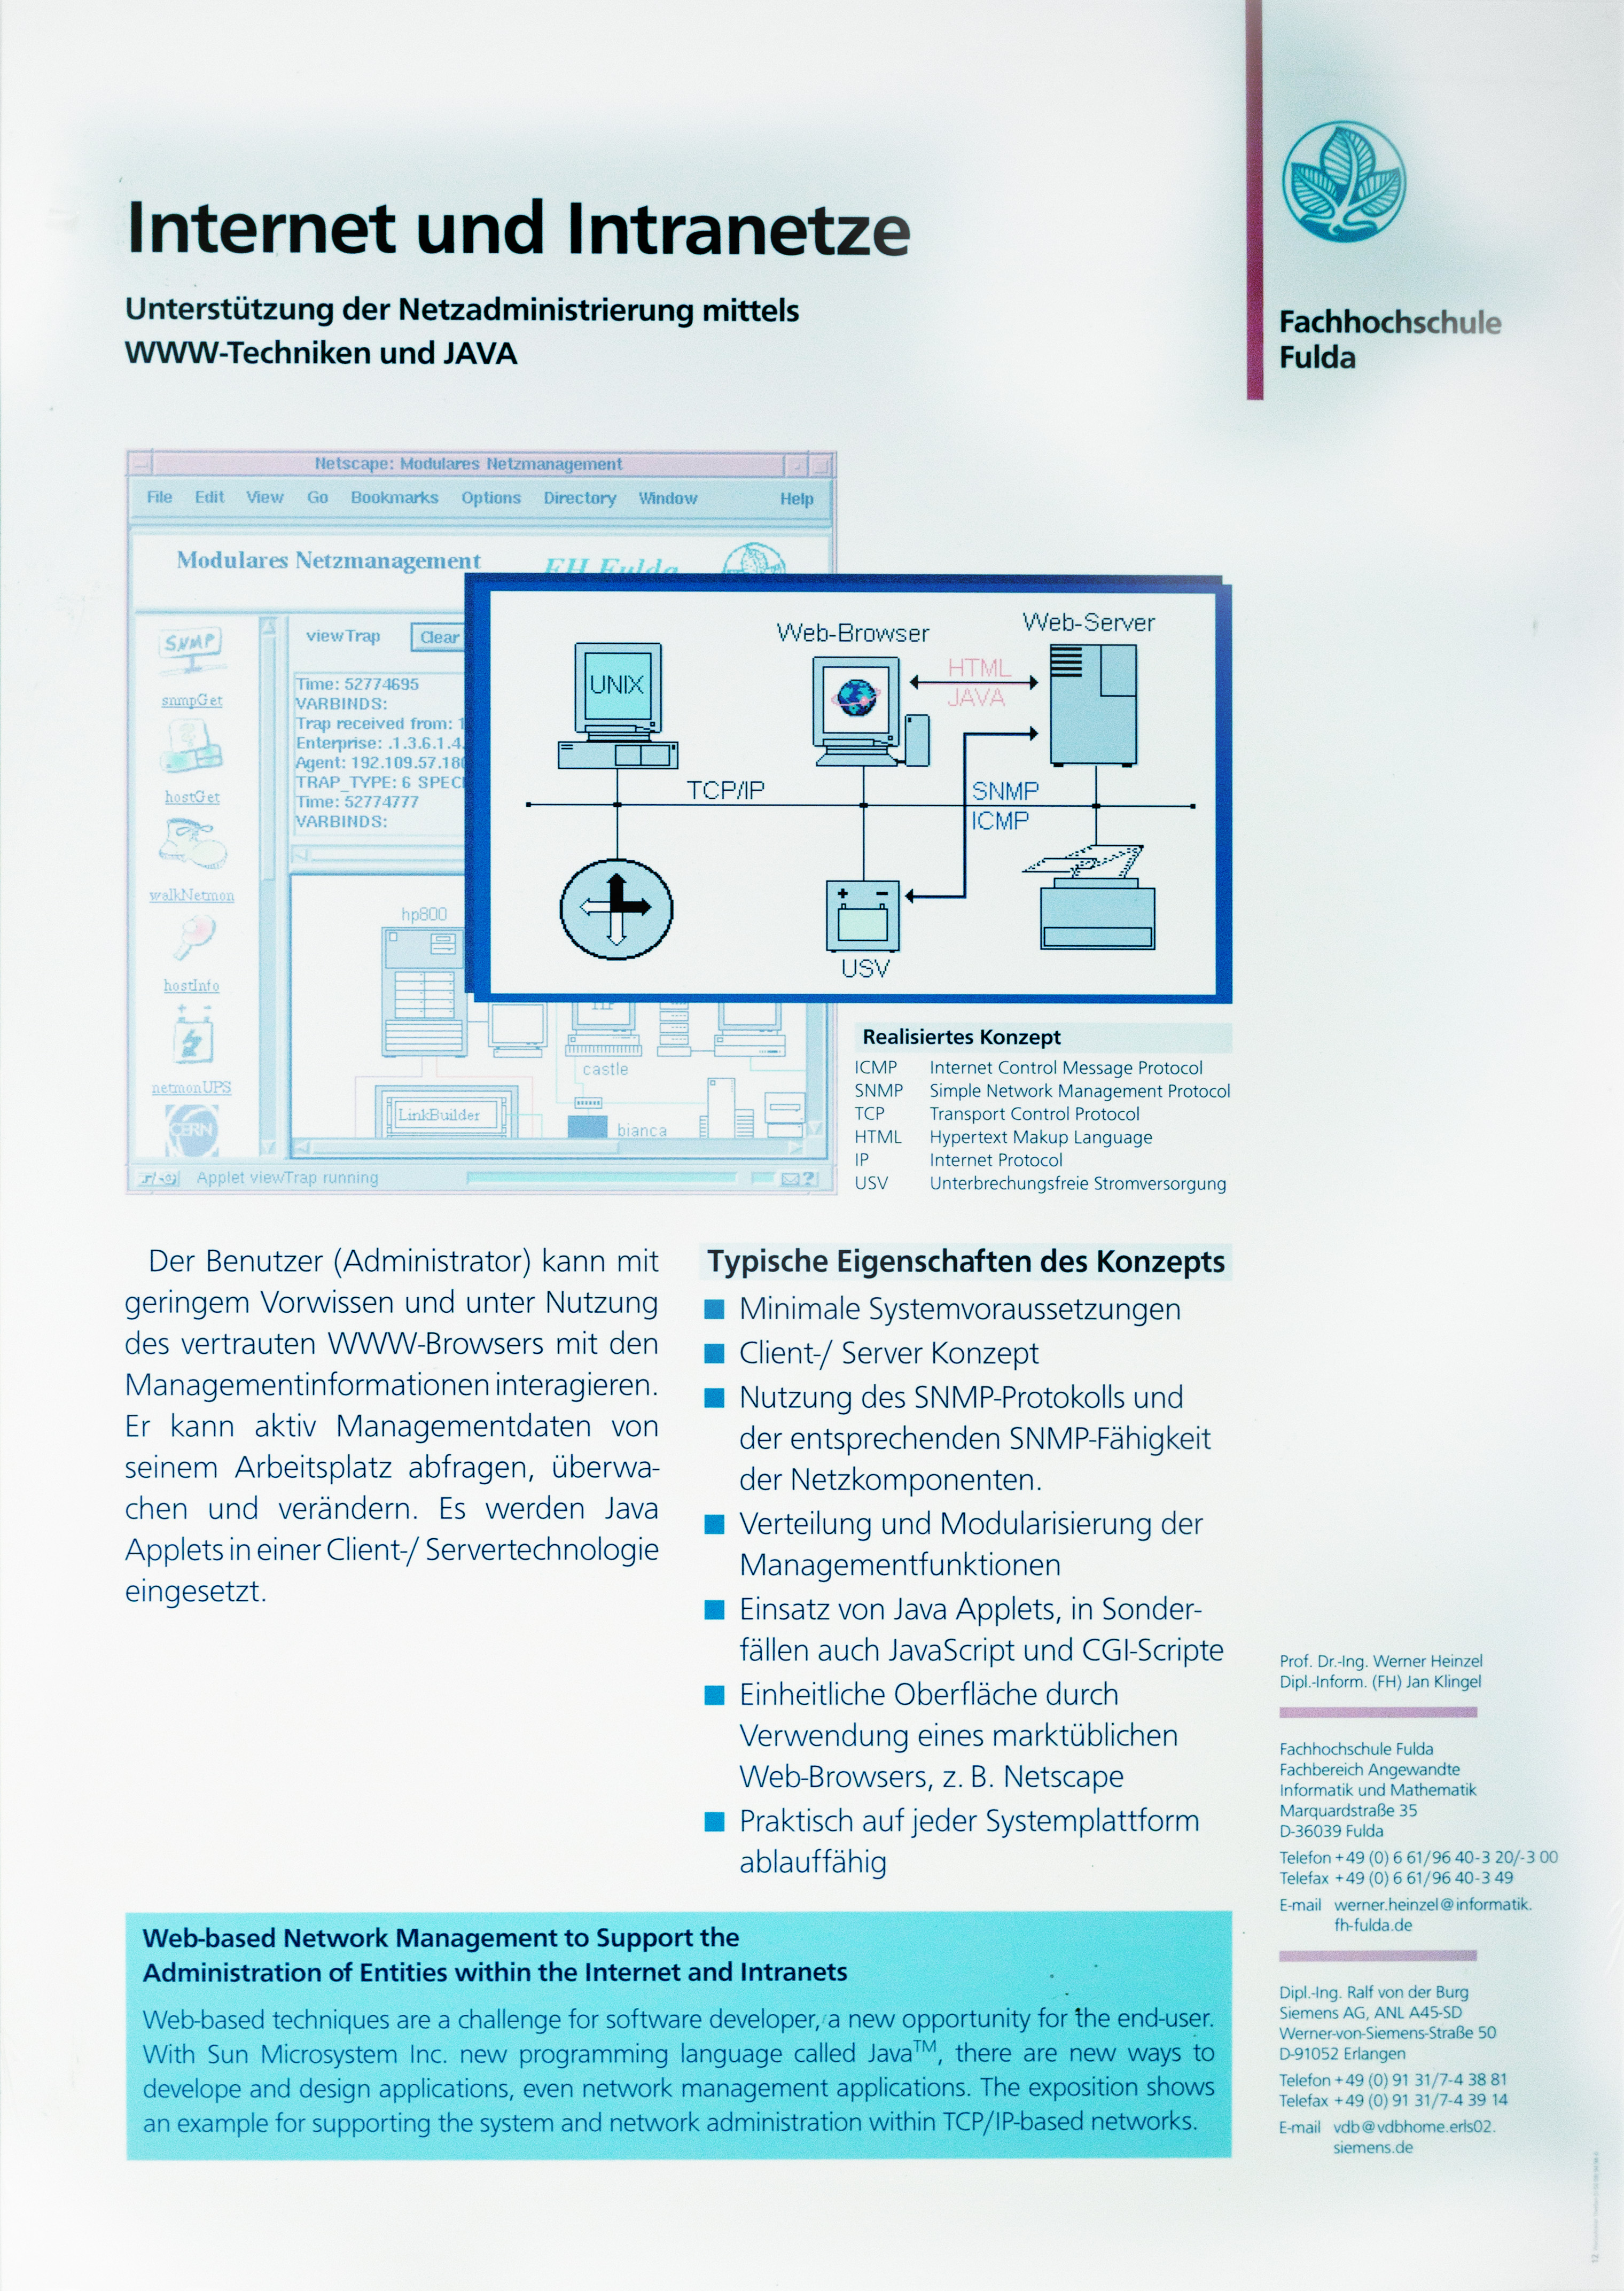 Internet und Intranetze
Unterstützung der Netzadministrierung mittels
WWW-Techniken und JAVA
Fachhochschule
Fulda
Netscape: Modulares Netzmanagement
File Edit View Go Bookmarks Options Directory Window Help
Modulares Netzmanagement FH Fulda
SNMP
snmpGet
hostGet
walkNetmon
hostInfo
netmonUPS
CERN
viewTrap Clear
Time: 52774695
VARBINDS:
Trap received from: 1
Enterprise: .1.3.6.1.4.
Agent: 192.109.57.18
TRAP_TYPE: 6 SPECI
Time: 52774777
VARBINDS:
hp800
castle
LinkBuilder
bianca
Applet viewTrap running
UNIX
Web-Browser
Web-Server
HTML
JAVA
TCP/IP
SNMP
ICMP
USV
Realisiertes Konzept
ICMP Internet Control Message Protocol
SNMP Simple Network Management Protocol
TCP Transport Control Protocol
HTML Hypertext Makup Language
IP Internet Protocol
USV Unterbrechungsfreie Stromversorgung
Der Benutzer (Administrator) kann mit
geringem Vorwissen und unter Nutzung
des vertrauten WWW-Browsers mit den
Managementinformationen interagieren.
Er kann aktiv Managementdaten von
seinem Arbeitsplatz abfragen, überwa-
chen und verändern. Es werden Java
Applets in einer Client-/ Servertechnologie
eingesetzt.
Typische Eigenschaften des Konzepts
Minimale Systemvoraussetzungen
Client-/ Server Konzept
Nutzung des SNMP-Protokolls und
der entsprechenden SNMP-Fähigkeit
der Netzkomponenten.
Verteilung und Modularisierung der
Managementfunktionen
Einsatz von Java Applets, in Sonder-
fällen auch JavaScript und CGI-Scripte
Einheitliche Oberfläche durch
Verwendung eines marktüblichen
Web-Browsers, z. B. Netscape
Praktisch auf jeder Systemplattform
ablauffähig
Web-based Network Management to Support the
Administration of Entities within the Internet and Intranets
Web-based techniques are a challenge for software developer, a new opportunity for the end-user.
With Sun Microsystem Inc. new programming language called Java™, there are new ways to
develope and design applications, even network management applications. The exposition shows
an example for supporting the system and network administration within TCP/IP-based networks.
Prof. Dr.-Ing. Werner Heinzel
Dipl.-Inform. (FH) Jan Klingel
Fachhochschule Fulda
Fachbereich Angewandte
Informatik und Mathematik
Marquardstraße 35
D-36039 Fulda
Telefon +49 (0) 6 61/96 40-3 20/-3 00
Telefax +49 (0) 6 61/96 40-3 49
E-mail werner.heinzel@informatik.
fh-fulda.de
Dipl.-Ing. Ralf von der Burg
Siemens AG, ANL A45-SD
Werner-von-Siemens-Straße 50
D-91052 Erlangen
Telefon +49 (0) 91 31/7-4 38 81
Telefax +49 (0) 91 31/7-4 39 14
E-mail vdb@vdbhome.erls02.
siemens.de
12